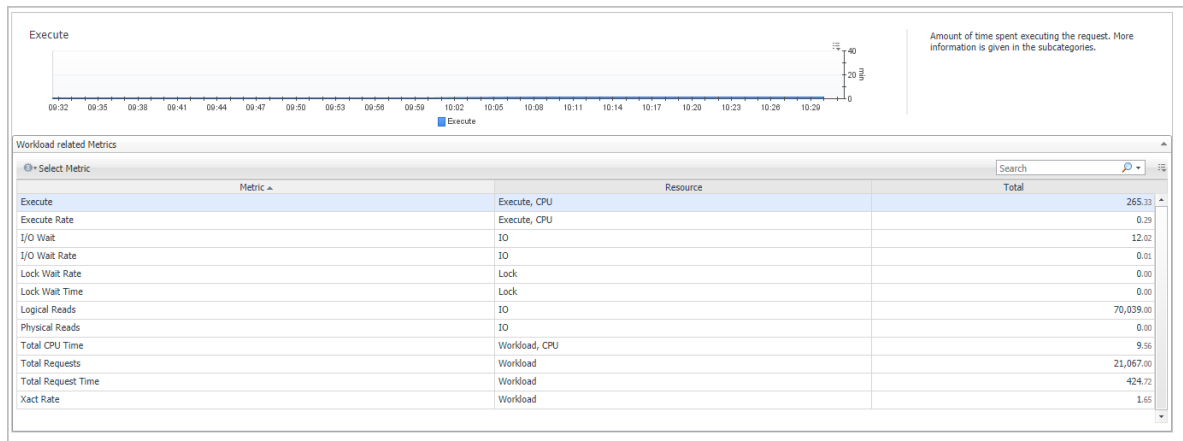 Execute
Amount of time spent executing the request. More
information is given in the subcategories.
40
20
0
min
09:32 09:35 09:38 09:41 09:44 09:47 09:50 09:53 09:56 09:59 10:02 10:05 10:08 10:11 10:14 10:17 10:20 10:23 10:26 10:29
Execute
Workload related Metrics
Select Metric Search
Metric Resource Total
Execute Execute, CPU 265.33
Execute Rate Execute, CPU 0.29
I/O Wait IO 12.02
I/O Wait Rate IO 0.01
Lock Wait Rate Lock 0.00
Lock Wait Time Lock 0.00
Logical Reads IO 70,039.00
Physical Reads IO 0.00
Total CPU Time Workload, CPU 9.56
Total Requests Workload 21,067.00
Total Request Time Workload 424.72
Xact Rate Workload 1.65